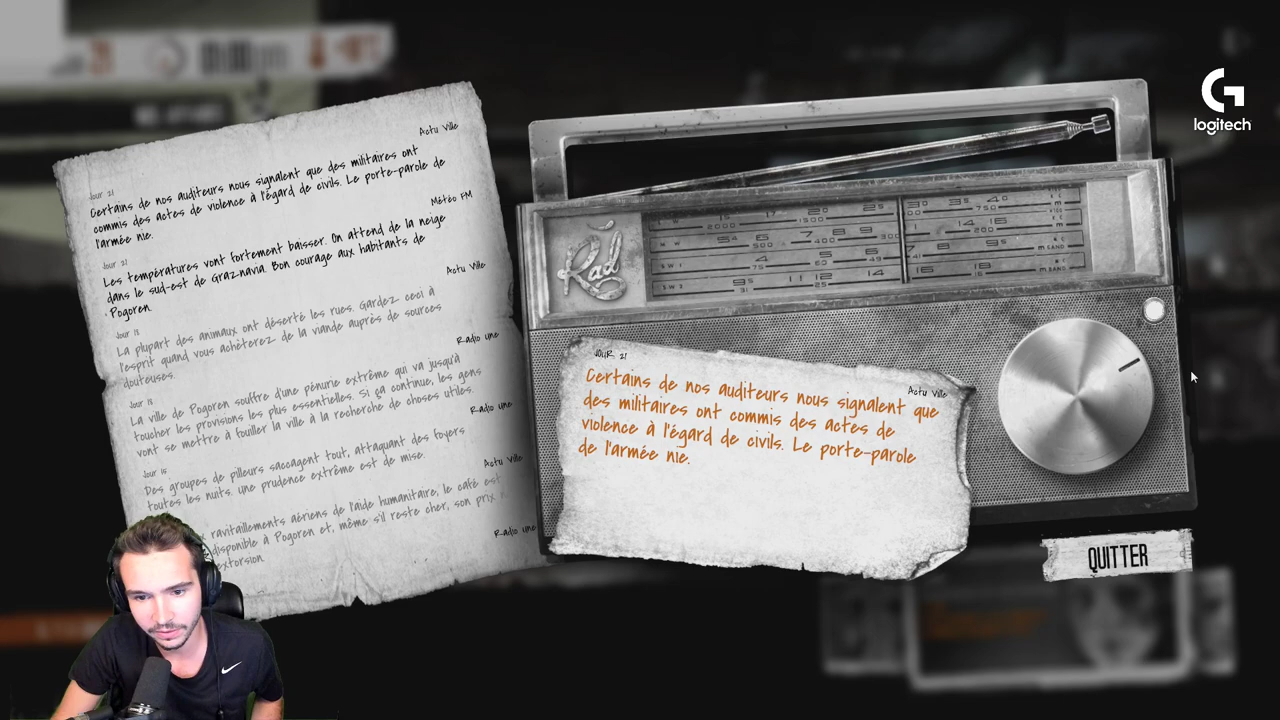 logitech
Actu Ville
Jour 21
Certains de nos auditeurs nous signalent que des militaires ont
commis des actes de violence à l'égard de civils. Le porte-parole de
l'armée nie.
Météo FM
Jour 21
Les températures vont fortement baisser. On attend de la neige
dans le sud-est de Graznavia. Bon courage aux habitants de
Pogoren.
Actu Ville
Jour 18
La plupart des animaux ont déserté les rues. Gardez ceci à
l'esprit quand vous achèterez de la viande auprès de sources
douteuses.
Radio une
Jour 18
La ville de Pogoren souffre d'une pénurie extrême qui va jusqu'à
toucher les provisions les plus essentielles. Si ça continue, les gens
vont se mettre à fouiller la ville à la recherche de choses utiles.
Radio une
Jour 15
Des groupes de pilleurs saccagent tout, attaquant des foyers
toutes les nuits. Une prudence extrême est de mise.
Actu Ville
ravitaillements aériens de l'aide humanitaire, le café est
disponible à Pogoren et, même s'il reste cher, son prix
extorsion.
Radio une
Rad
JOUR 21
Actu Ville
Certains de nos auditeurs nous signalent que
des militaires ont commis des actes de
violence à l'égard de civils. Le porte-parole
de l'armée nie.
QUITTER